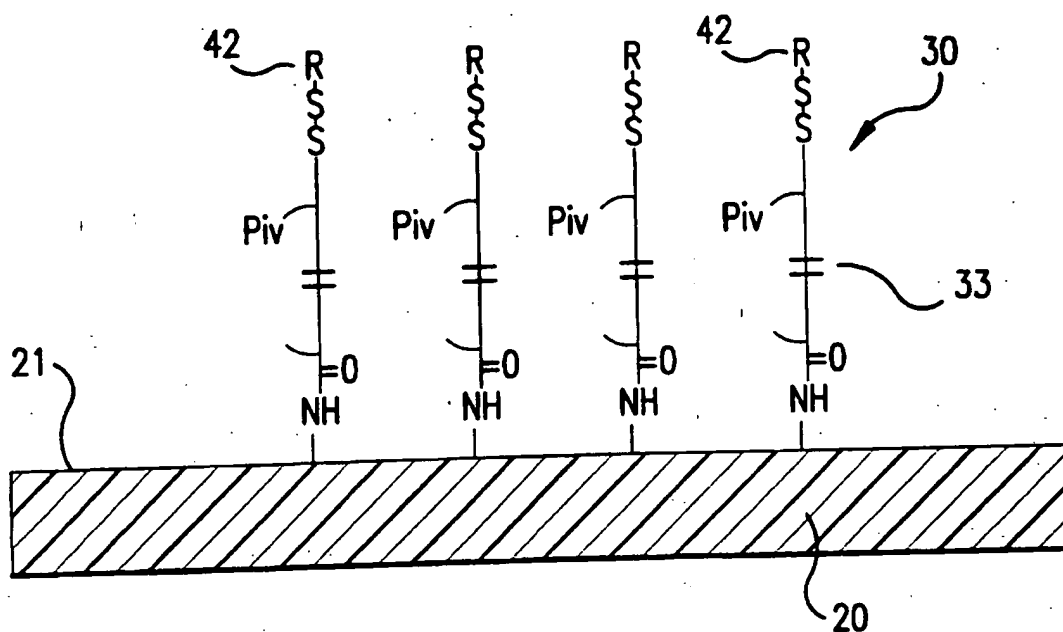 42 R R R 42 R 30
S S S S
S S S S
Piv Piv Piv Piv
33
21 =O =O =O =O
NH NH NH NH
20